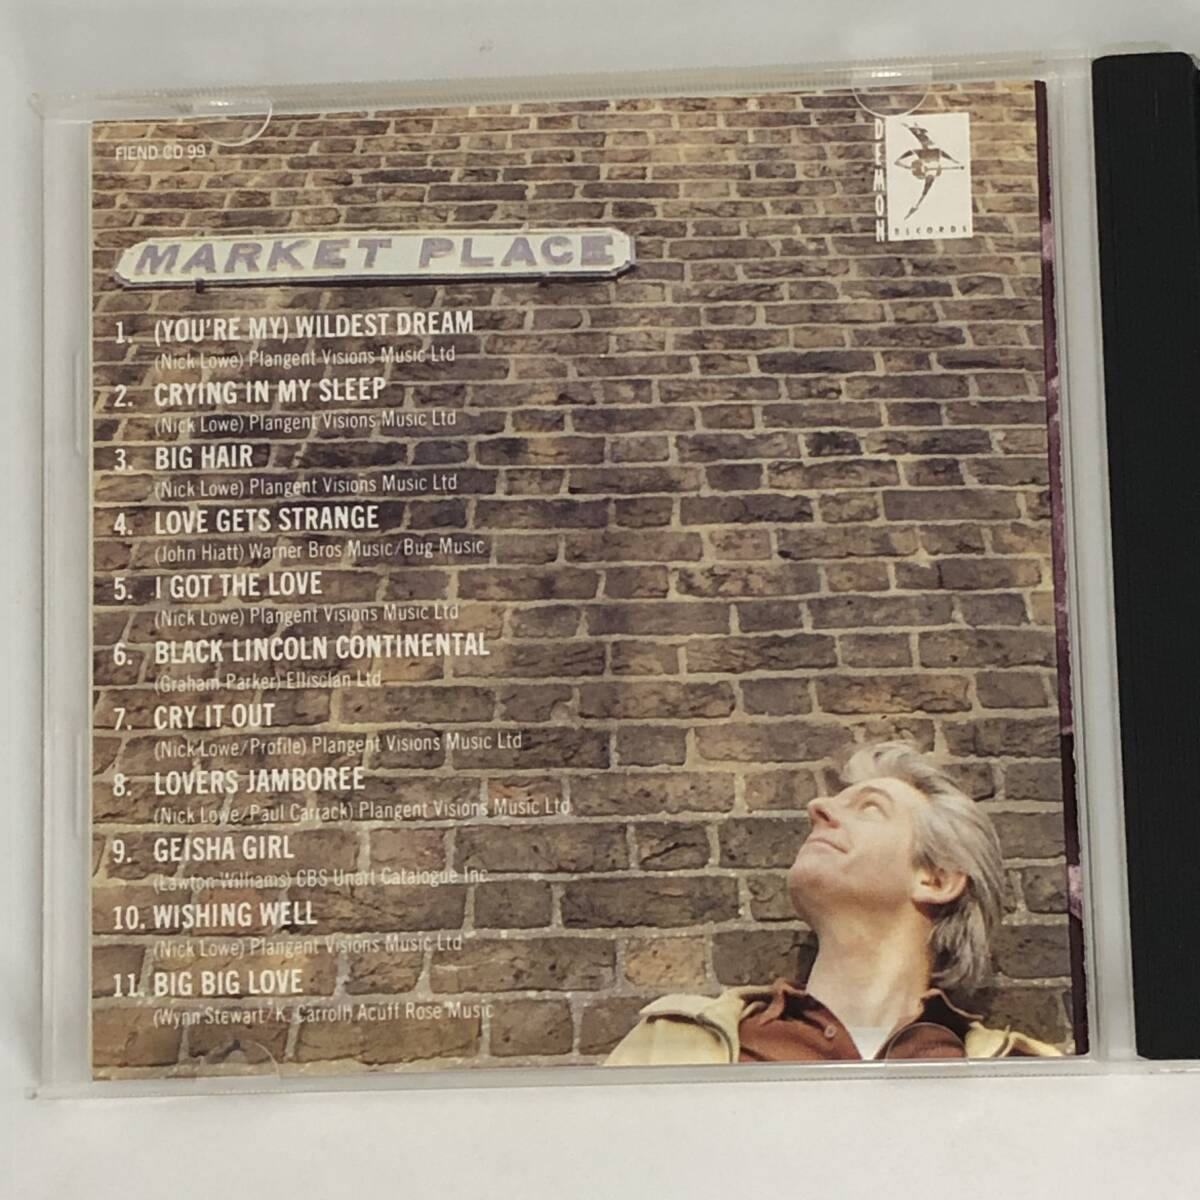 FIEND CD 99
DEMON
RECORDS
MARKET PLACE
1. (YOU'RE MY) WILDEST DREAM
(Nick Lowe) Plangent Visions Music Ltd
2. CRYING IN MY SLEEP
(Nick Lowe) Plangent Visions Music Ltd
3. BIG HAIR
(Nick Lowe) Plangent Visions Music Ltd
4. LOVE GETS STRANGE
(John Hiatt) Warner Bros Music/Bug Music
5. I GOT THE LOVE
(Nick Lowe) Plangent Visions Music Ltd
6. BLACK LINCOLN CONTINENTAL
(Graham Parker) Ellisclan Ltd
7. CRY IT OUT
(Nick Lowe/Profile) Plangent Visions Music Ltd
8. LOVERS JAMBOREE
(Nick Lowe/Paul Carrack) Plangent Visions Music Ltd
9. GEISHA GIRL
(Lawton Williams) CBS Unart Catalogue Inc
10. WISHING WELL
(Nick Lowe) Plangent Visions Music Ltd
11. BIG BIG LOVE
(Wynn Stewart/K. Carroll) Acuff Rose Music